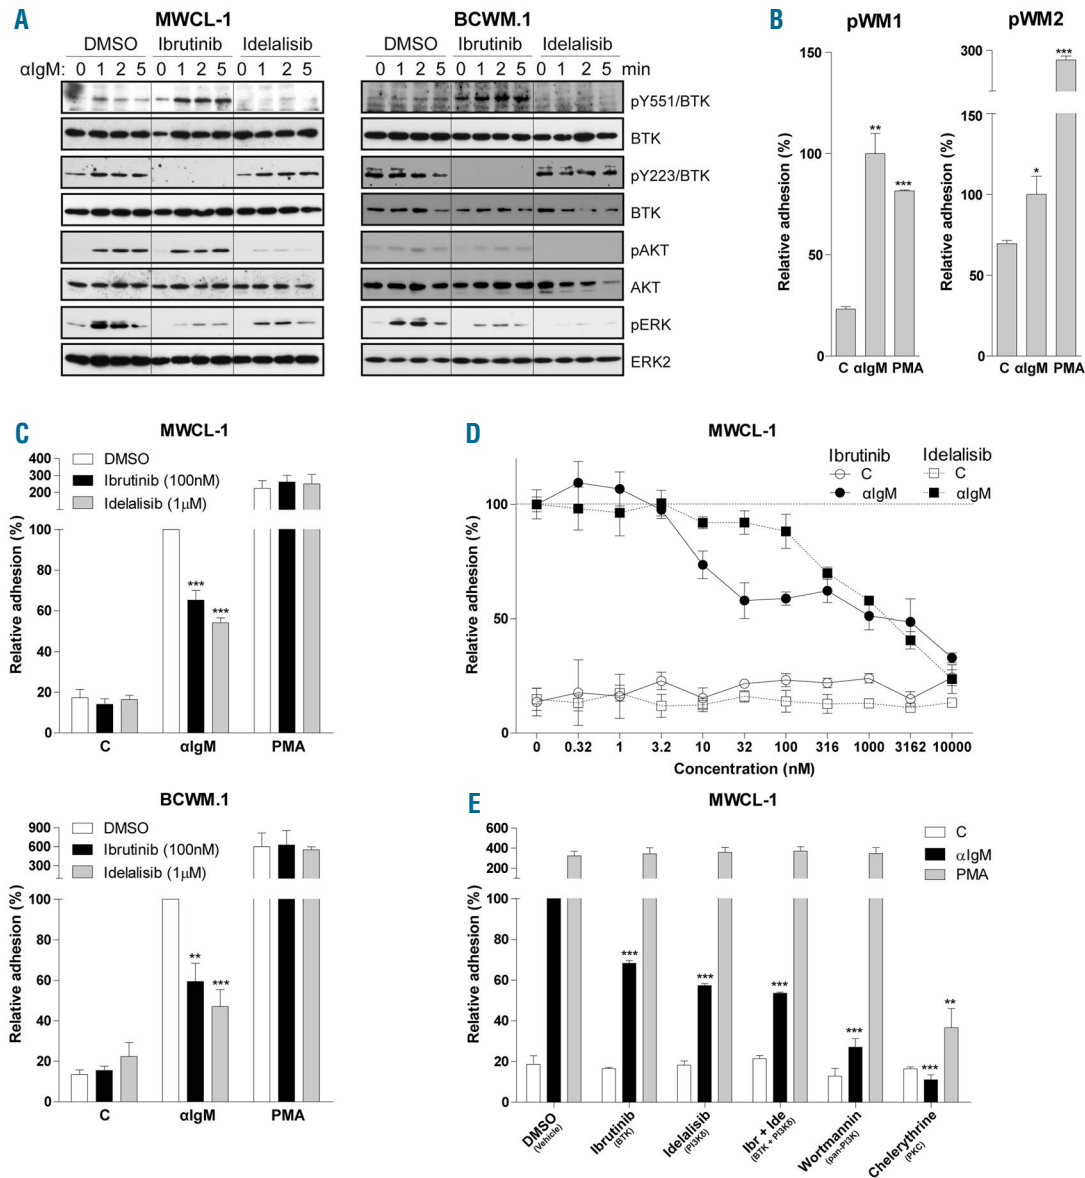 A
MWCL-1
BCWM.1
DMSO Ibrutinib Idelalisib
DMSO Ibrutinib Idelalisib
αIgM: 0 1 2 5 0 1 2 5 0 1 2 5
0 1 2 5 0 1 2 5 0 1 2 5 min
pY551/BTK
BTK
pY223/BTK
BTK
pAKT
AKT
pERK
ERK2
B
pWM1
Relative adhesion (%)
150
100
50
0
**
***
C αIgM PMA
pWM2
Relative adhesion (%)
300
150
100
50
0
*
***
C αIgM PMA
C
MWCL-1
DMSO
Ibrutinib (100nM)
Idelalisib (1μM)
Relative adhesion (%)
400
300
200
100
80
60
40
20
0
***
***
C αIgM PMA
BCWM.1
DMSO
Ibrutinib (100nM)
Idelalisib (1μM)
Relative adhesion (%)
900
600
300
100
80
60
40
20
0
**
***
C αIgM PMA
D
MWCL-1
Ibrutinib Idelalisib
C C
αIgM αIgM
Relative adhesion (%)
100
50
0
0 0.32 1 3.2 10 32 100 316 1000 3162 10000
Concentration (nM)
E
MWCL-1
C
αIgM
PMA
Relative adhesion (%)
600
400
200
100
80
60
40
20
0
***
***
***
***
***
**
DMSO
(Vehicle)
Ibrutinib
(BTK)
Idelalisib
(PI3Kδ)
Ibr + Ide
(BTK + PI3Kδ)
Wortmannin
(pan-PI3K)
Chelerythrine
(PKC)